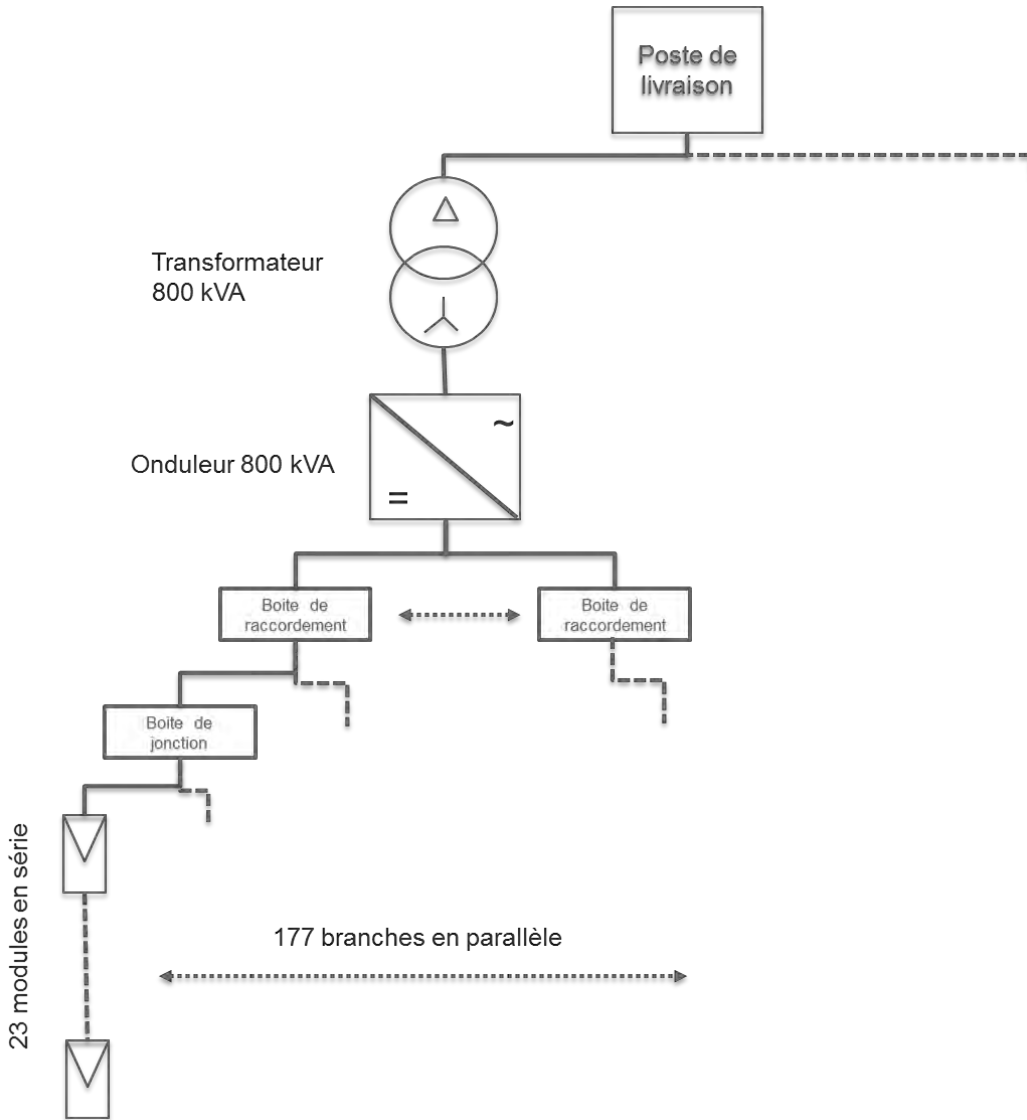 Poste de
livraison
Transformateur
800 kVA
Onduleur 800 kVA
~
=
Boite de
raccordement
Boite de
raccordement
Boite de
jonction
23 modules en série
177 branches en parallèle